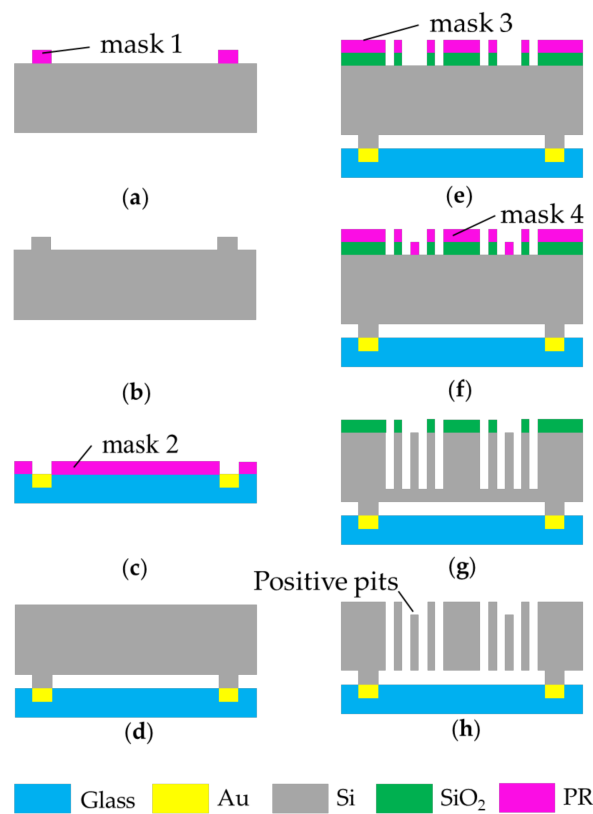 mask 1
(a)
(b)
mask 2
(c)
(d)
mask 3
(e)
mask 4
(f)
(g)
Positive pits
(h)
Glass Au Si SiO₂ PR